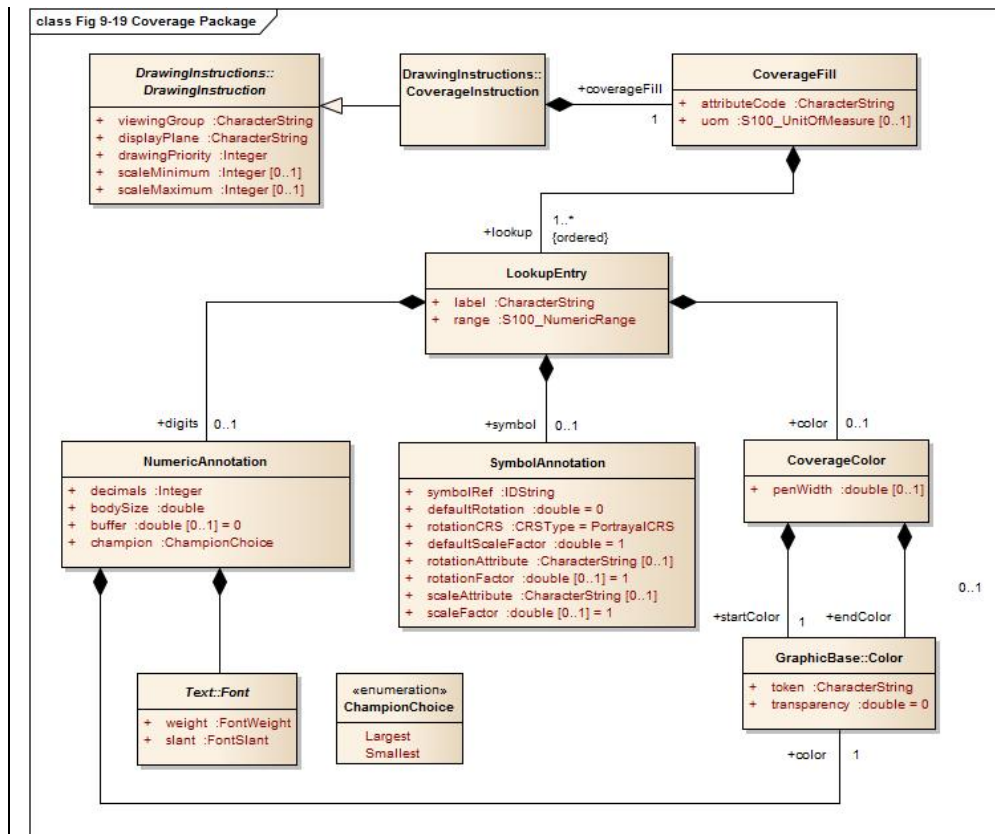 class Fig 9-19 Coverage Package
DrawingInstructions::
DrawingInstruction
+ viewingGroup :CharacterString
+ displayPlane :CharacterString
+ drawingPriority :Integer
+ scaleMinimum :Integer [0..1]
+ scaleMaximum :Integer [0..1]
DrawingInstructions::
CoverageInstruction
+coverageFill
1
CoverageFill
+ attributeCode :CharacterString
+ uom :S100_UnitOfMeasure [0..1]
+lookup
1..*
{ordered}
LookupEntry
+ label :CharacterString
+ range :S100_NumericRange
+digits
0..1
+symbol
0..1
+color
0..1
NumericAnnotation
+ decimals :Integer
+ bodySize :double
+ buffer :double [0..1] = 0
+ champion :ChampionChoice
SymbolAnnotation
+ symbolRef :IDString
+ defaultRotation :double = 0
+ rotationCRS :CRSType = PortrayalCRS
+ defaultScaleFactor :double = 1
+ rotationAttribute :CharacterString [0..1]
+ rotationFactor :double [0..1] = 1
+ scaleAttribute :CharacterString [0..1]
+ scaleFactor :double [0..1] = 1
CoverageColor
+ penWidth :double [0..1]
+startColor
1
+endColor
0..1
Text::Font
+ weight :FontWeight
+ slant :FontSlant
«enumeration»
ChampionChoice
Largest
Smallest
GraphicBase::Color
+ token :CharacterString
+ transparency :double = 0
+color
1